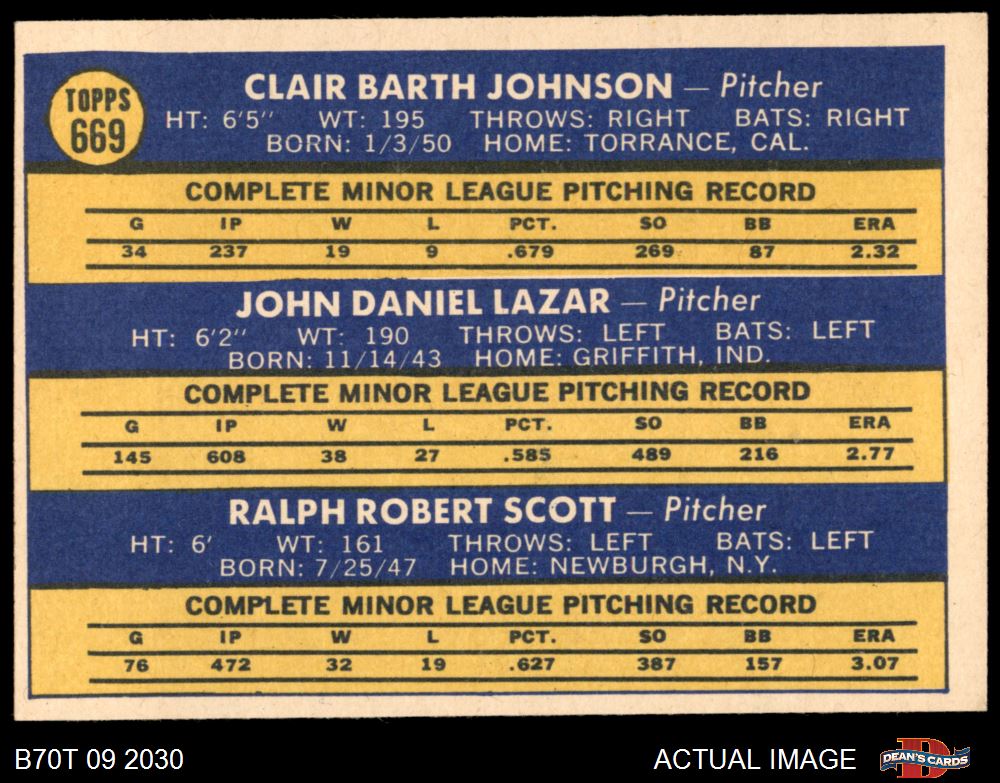 TOPPS
669
CLAIR BARTH JOHNSON — Pitcher
HT: 6'5" WT: 195 THROWS: RIGHT BATS: RIGHT
BORN: 1/3/50 HOME: TORRANCE, CAL.
COMPLETE MINOR LEAGUE PITCHING RECORD
G IP W L PCT. SO BB ERA
34 237 19 9 .679 269 87 2.32
JOHN DANIEL LAZAR — Pitcher
HT: 6'2" WT: 190 THROWS: LEFT BATS: LEFT
BORN: 11/14/43 HOME: GRIFFITH, IND.
COMPLETE MINOR LEAGUE PITCHING RECORD
G IP W L PCT. SO BB ERA
145 608 38 27 .585 489 216 2.77
RALPH ROBERT SCOTT — Pitcher
HT: 6' WT: 161 THROWS: LEFT BATS: LEFT
BORN: 7/25/47 HOME: NEWBURGH, N.Y.
COMPLETE MINOR LEAGUE PITCHING RECORD
G IP W L PCT. SO BB ERA
76 472 32 19 .627 387 157 3.07
B70T 09 2030 ACTUAL IMAGE DEAN'S CARDS